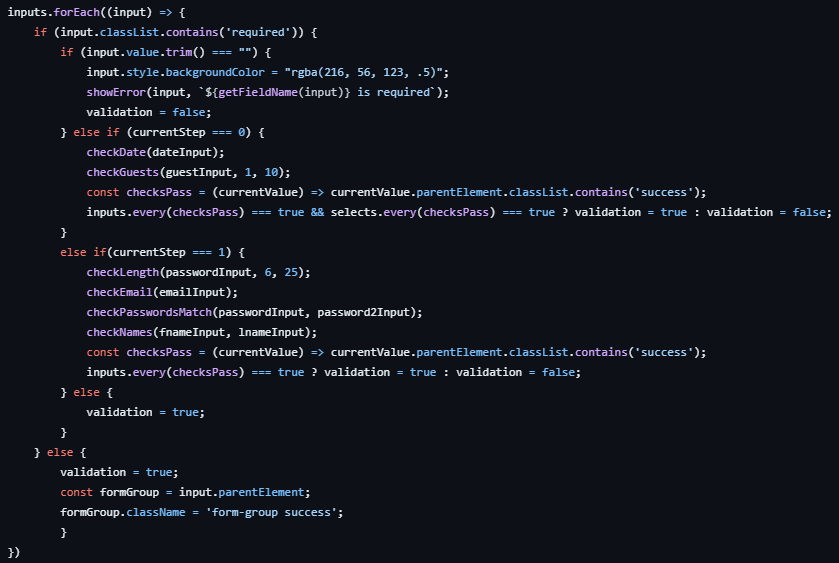 inputs.forEach((input) => {
    if (input.classList.contains('required')) {
        if (input.value.trim() === "") {
            input.style.backgroundColor = "rgba(216, 56, 123, .5)";
            showError(input, `${getFieldName(input)} is required`);
            validation = false;
        } else if (currentStep === 0) {
            checkDate(dateInput);
            checkGuests(guestInput, 1, 10);
            const checksPass = (currentValue) => currentValue.parentElement.classList.contains('success');
            inputs.every(checksPass) === true && selects.every(checksPass) === true ? validation = true : validation = false;
        }
        else if(currentStep === 1) {
            checkLength(passwordInput, 6, 25);
            checkEmail(emailInput);
            checkPasswordsMatch(passwordInput, password2Input);
            checkNames(fnameInput, lnameInput);
            const checksPass = (currentValue) => currentValue.parentElement.classList.contains('success');
            inputs.every(checksPass) === true ? validation = true : validation = false;
        } else {
            validation = true;
        }
    } else {
        validation = true;
        const formGroup = input.parentElement;
        formGroup.className = 'form-group success';
        }
})